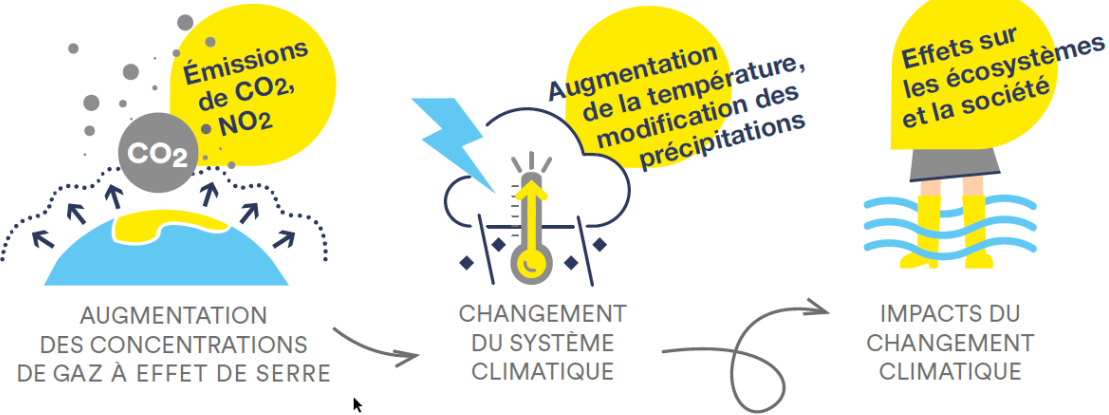 Émissions
de CO2,
NO2
CO2
AUGMENTATION
DES CONCENTRATIONS
DE GAZ À EFFET DE SERRE
Augmentation
de la température,
modification des
précipitations
CHANGEMENT
DU SYSTÈME
CLIMATIQUE
Effets sur
les écosystèmes
et la société
IMPACTS DU
CHANGEMENT
CLIMATIQUE